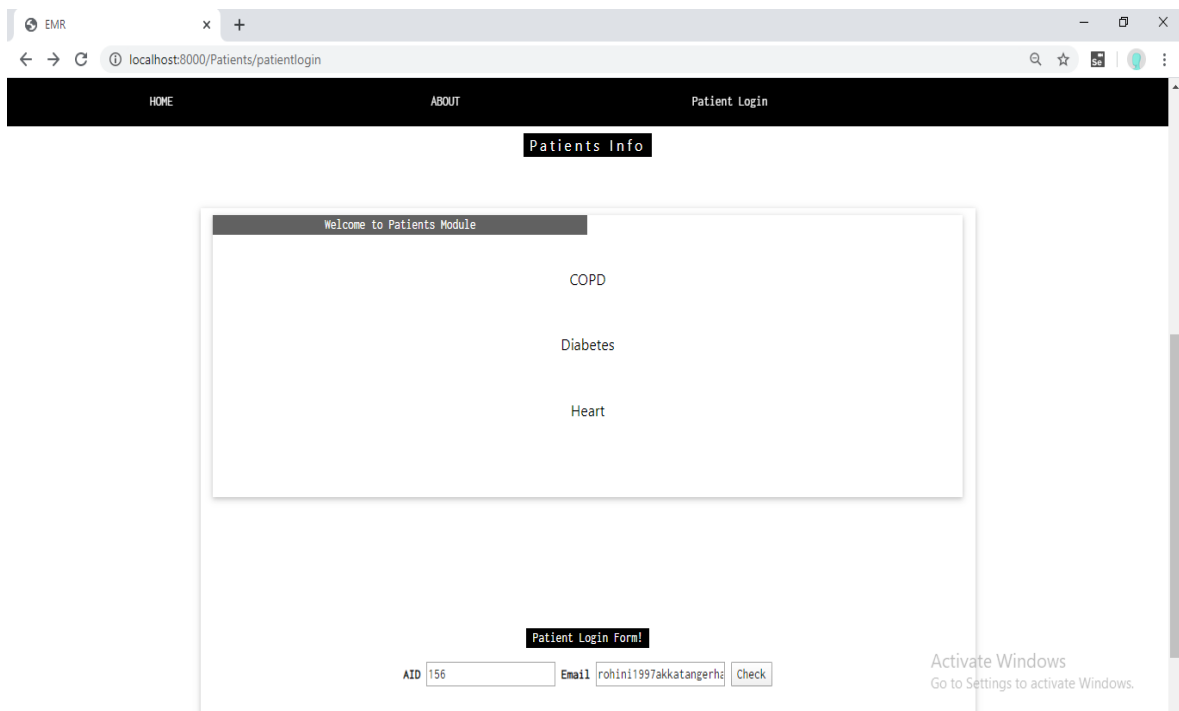 EMR
localhost:8000/Patients/patientlogin
Se
HOME ABOUT Patient Login
Patients Info
Welcome to Patients Module
COPD
Diabetes
Heart
Patient Login Form!
AID 156 Email rohini1997akkatangerha Check
Activate Windows
Go to Settings to activate Windows.